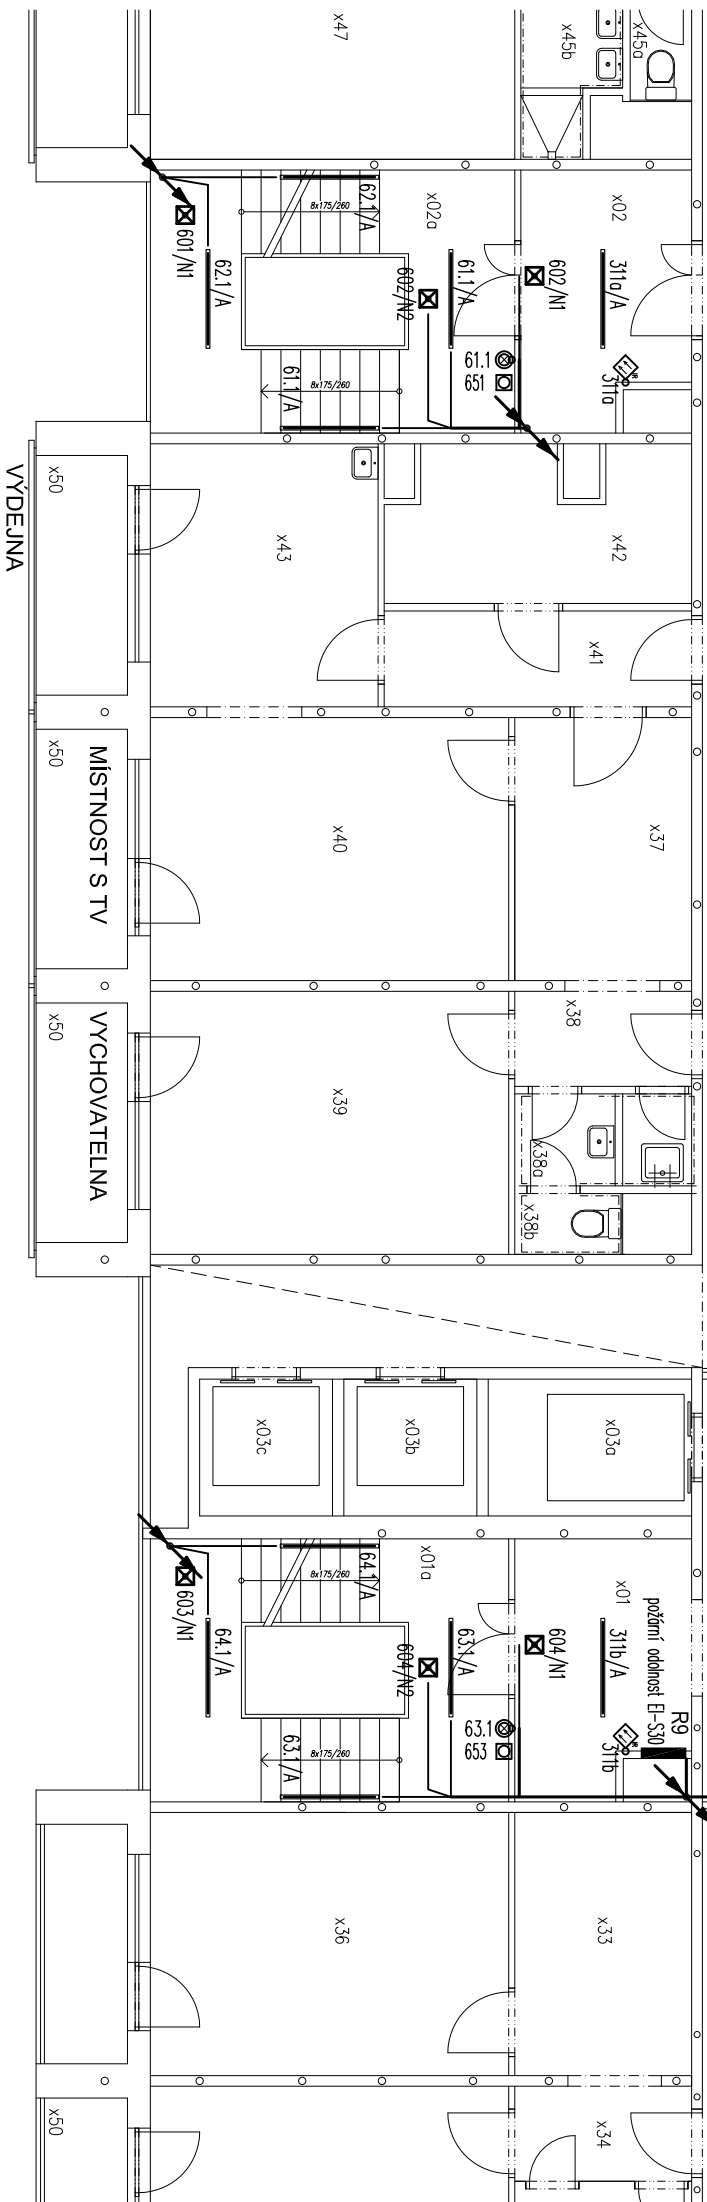 x47
x45b
x45a
62.1/A
8x175/260
x02a
x02
601/N1
62.1/A
602/N2
61.1/A
602/N1
311a/A
61.1
651
311a
61.1/A
8x175/260
x50
VÝDEJNA
x43
x42
x41
x50
MÍSTNOST S TV
x40
x37
x50
VYCHOVATELNA
x39
x38
x38a
x38b
x03c
x03b
x03a
64.1/A
8x175/260
x01a
x01
požární odolnost EI-S30
603/N1
64.1/A
604/N2
63.1/A
604/N1
311b/A
R9
63.1
653
311b
63.1/A
8x175/260
x36
x33
x50
x34